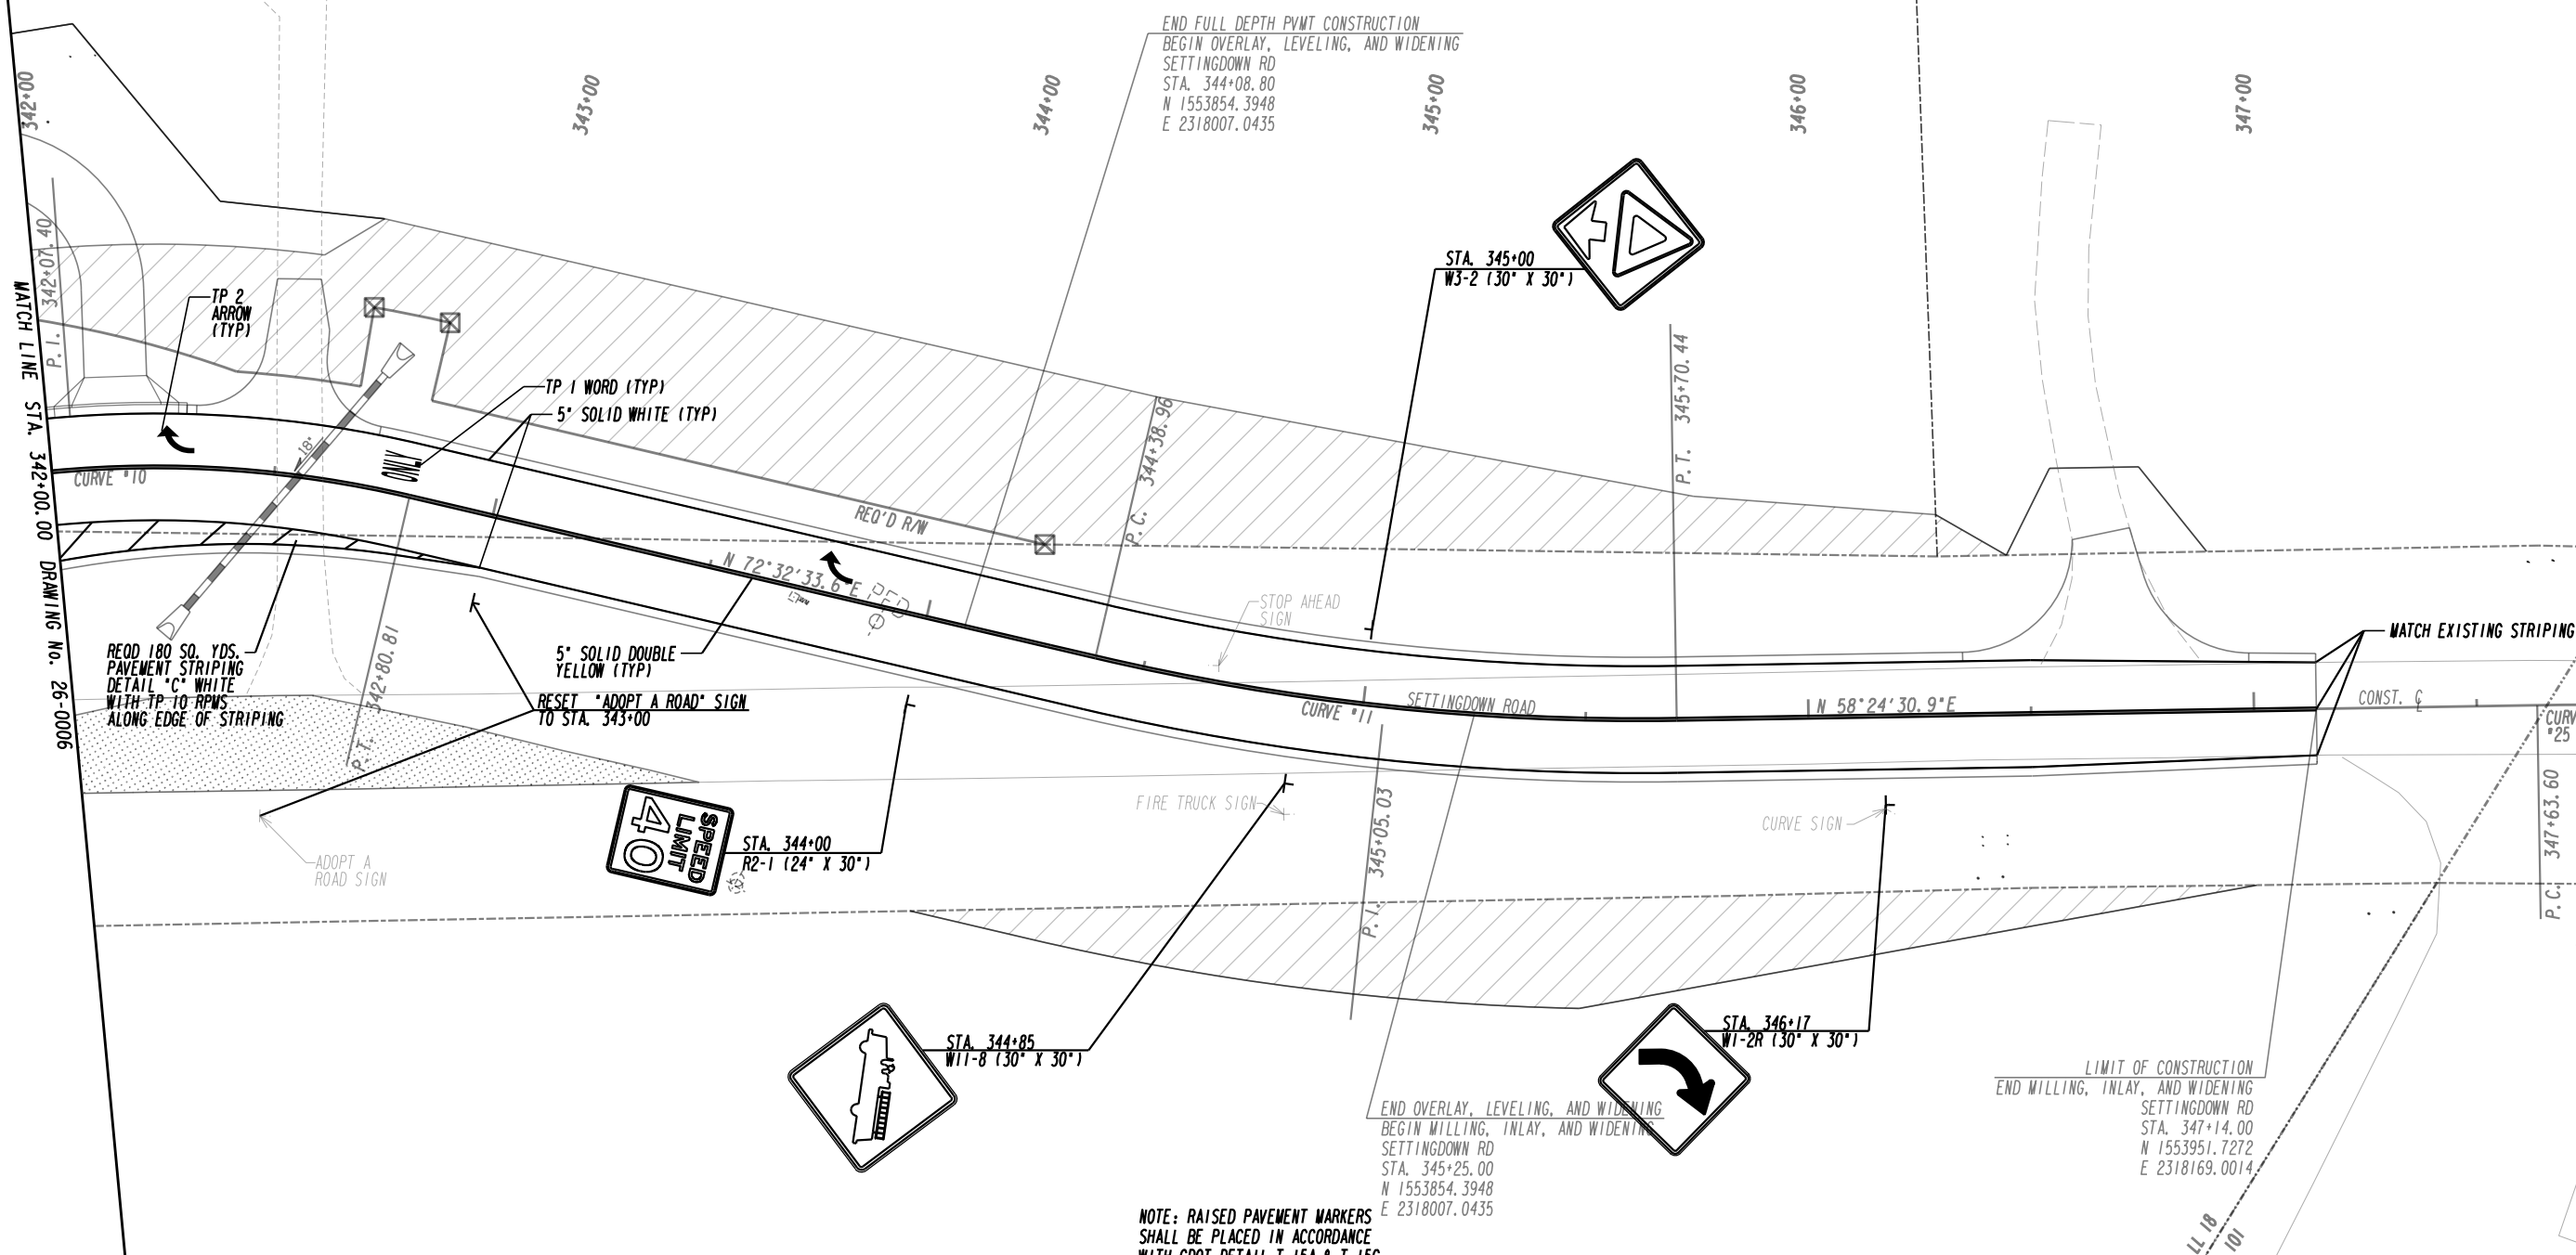 342+00
343+00
344+00
345+00
346+00
347+00
END FULL DEPTH PVMT CONSTRUCTION
BEGIN OVERLAY, LEVELING, AND WIDENING
SETTINGDOWN RD
STA. 344+08.80
N 1553854.3948
E 2318007.0435
STA. 345+00
W3-2 (30" X 30")
P.I. 342+07.40
TP 2
ARROW
(TYP)
TP 1 WORD (TYP)
5" SOLID WHITE (TYP)
MATCH LINE STA. 342+00.00 DRAWING No. 26-0006
CURVE #10
18"
ONLY
REQ'D R/W
P.C. 344+38.96
P.T. 345+70.44
N 72°32'33.6"E
STOP AHEAD
SIGN
REQD 180 SQ. YDS.
PAVEMENT STRIPING
DETAIL "C" WHITE
WITH TP 10 RPMS
ALONG EDGE OF STRIPING
P.T. 342+80.81
5" SOLID DOUBLE
YELLOW (TYP)
RESET "ADOPT A ROAD" SIGN
TO STA. 343+00
MATCH EXISTING STRIPING
CURVE #11
SETTINGDOWN ROAD
N 58°24'30.9"E
CONST. ℄
CURV
#25
P.C. 347+63.60
ADOPT A
ROAD SIGN
SPEED
LIMIT
40
STA. 344+00
R2-1 (24" X 30")
FIRE TRUCK SIGN
P.I. 345+05.03
CURVE SIGN
STA. 344+85
W11-8 (30" X 30")
STA. 346+17
W1-2R (30" X 30")
END OVERLAY, LEVELING, AND WIDENING
BEGIN MILLING, INLAY, AND WIDENING
SETTINGDOWN RD
STA. 345+25.00
N 1553854.3948
E 2318007.0435
LIMIT OF CONSTRUCTION
END MILLING, INLAY, AND WIDENING
SETTINGDOWN RD
STA. 347+14.00
N 1553951.7272
E 2318169.0014
LL 18
101
NOTE: RAISED PAVEMENT MARKERS
SHALL BE PLACED IN ACCORDANCE
WITH GDOT DETAIL T-15A & T-15C